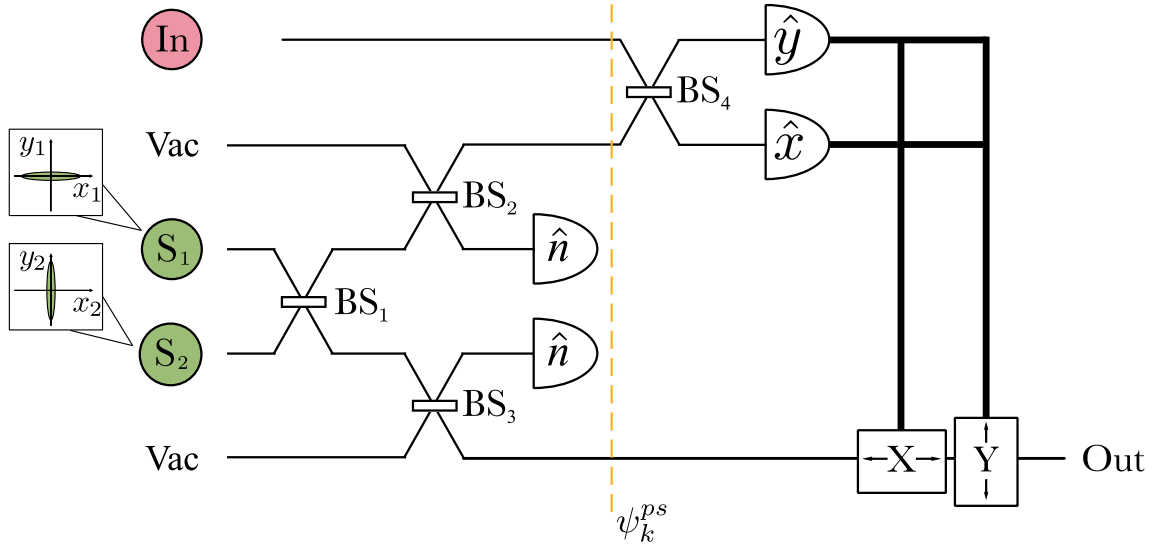 In
ŷ
BS₄
Vac
x̂
y₁
x₁
BS₂
S₁
n̂
y₂
x₂
BS₁
S₂
n̂
BS₃
Vac
X
Y
Out
ψₖᵖˢ